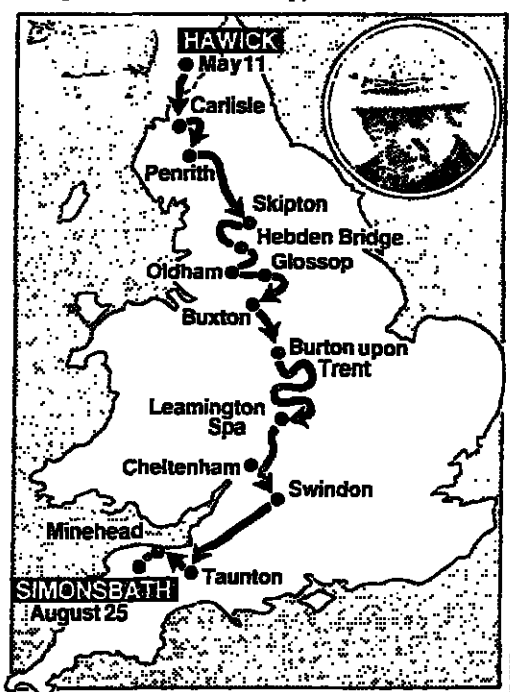 HAWICK
May 11
Carlisle
Penrith
Skipton
Hebden Bridge
Oldham
Glossop
Buxton
Burton upon
Trent
Leamington
Spa
Cheltenham
Swindon
Minehead
Taunton
SIMONSBATH
August 25